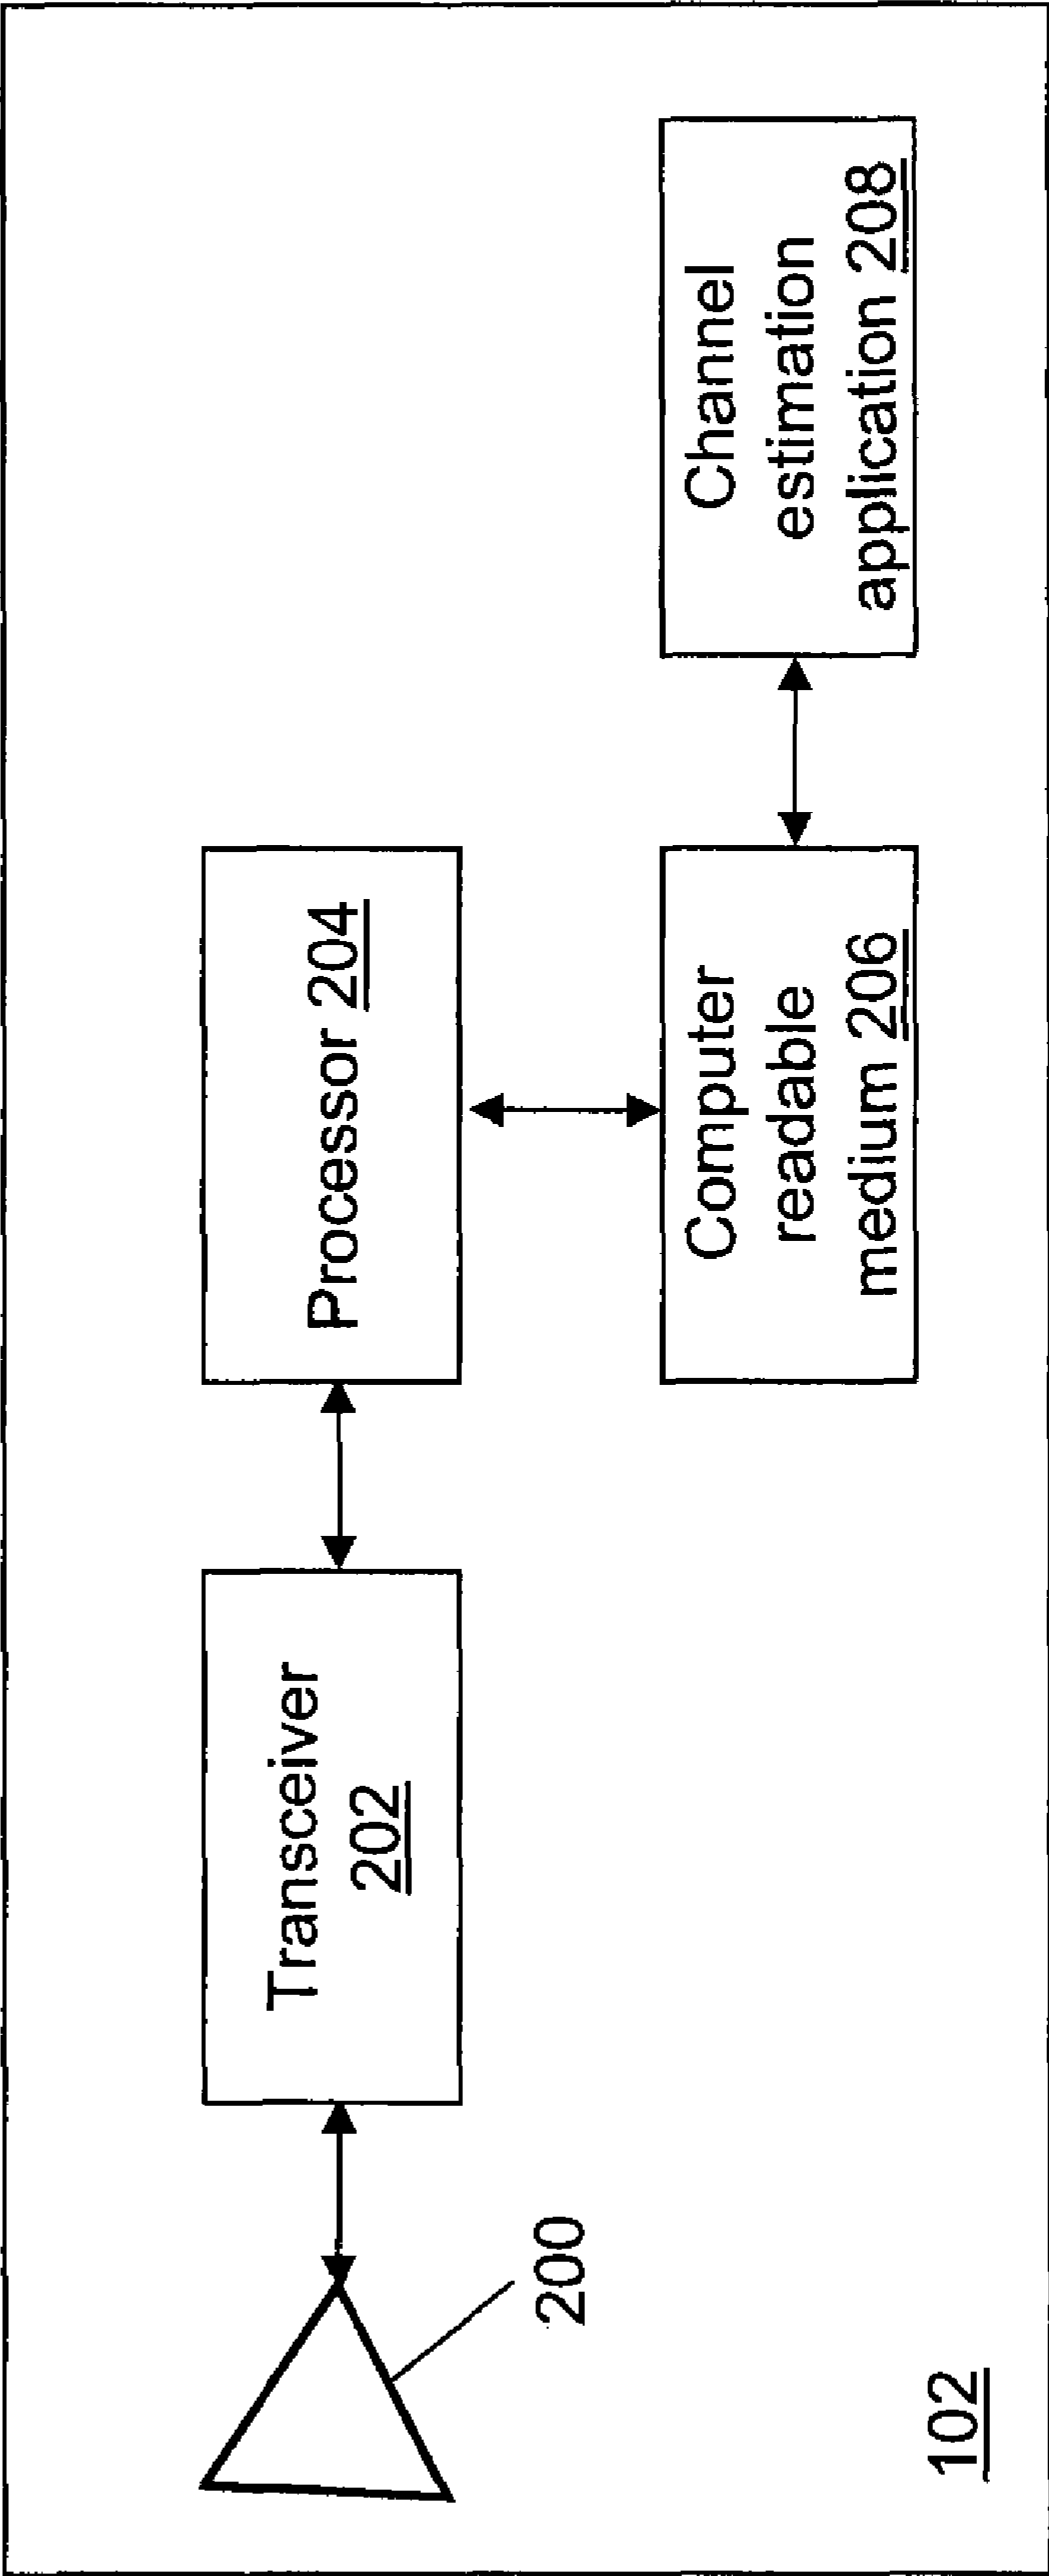 Transceiver
202
Processor 204
Computer
readable
medium 206
Channel
estimation
application 208
200
102